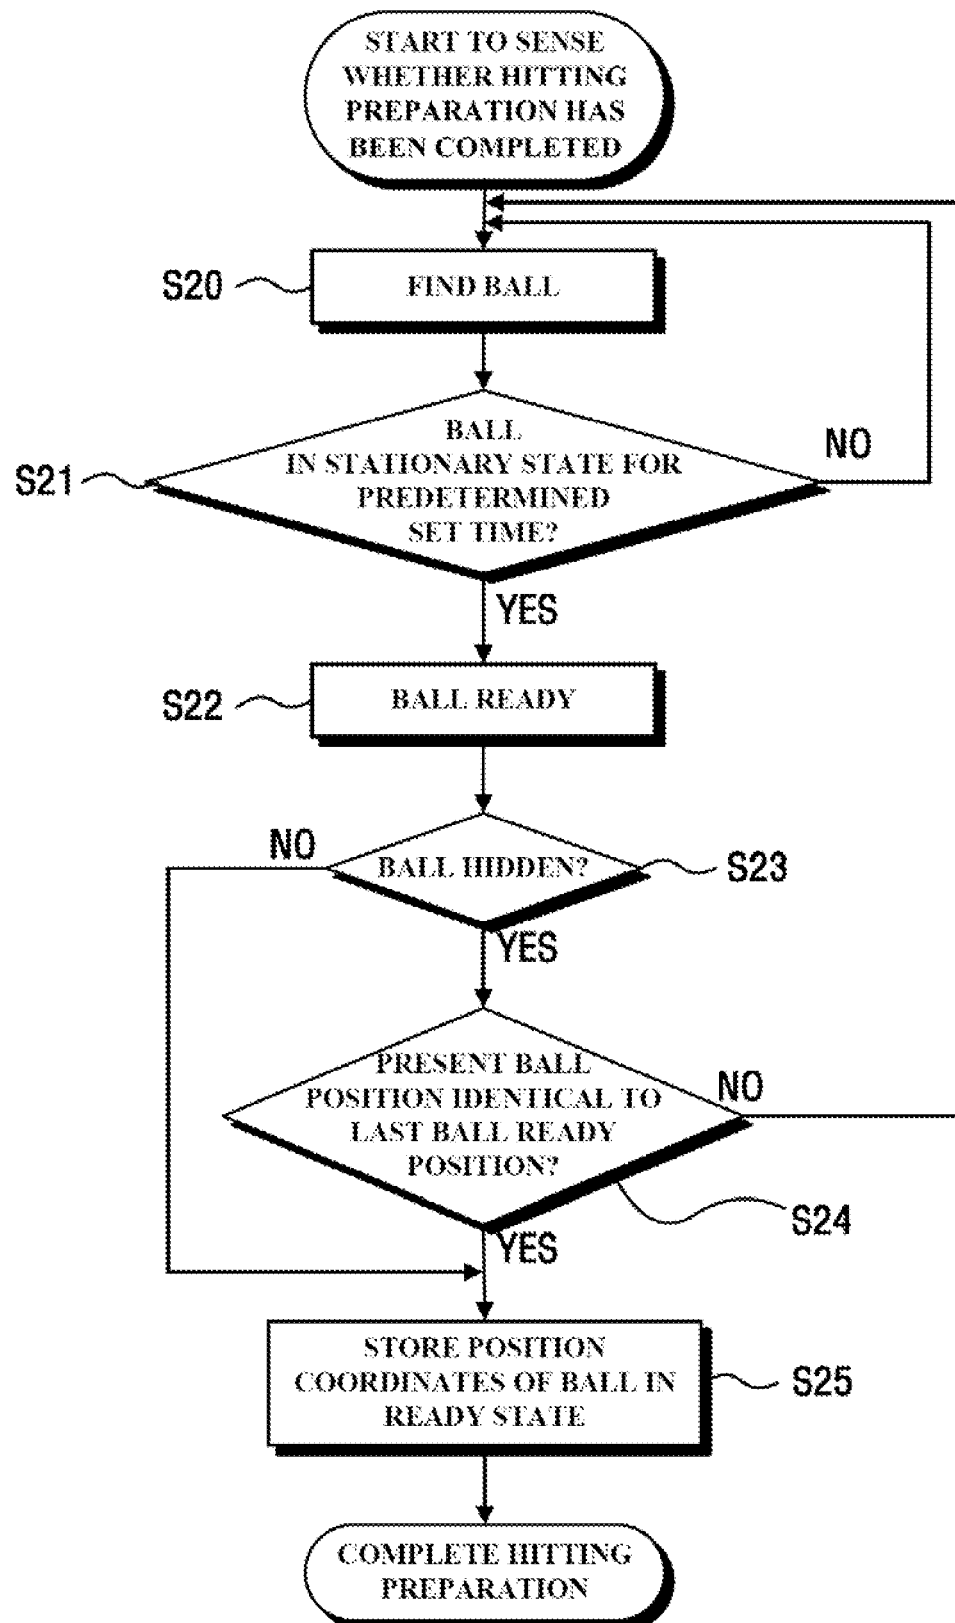 START TO SENSE
WHETHER HITTING
PREPARATION HAS
BEEN COMPLETED
S20
FIND BALL
BALL
IN STATIONARY STATE FOR
PREDETERMINED
SET TIME?
NO
S21
YES
S22
BALL READY
NO
BALL HIDDEN?
S23
YES
PRESENT BALL
POSITION IDENTICAL TO
LAST BALL READY
POSITION?
NO
S24
YES
STORE POSITION
COORDINATES OF BALL IN
READY STATE
S25
COMPLETE HITTING
PREPARATION